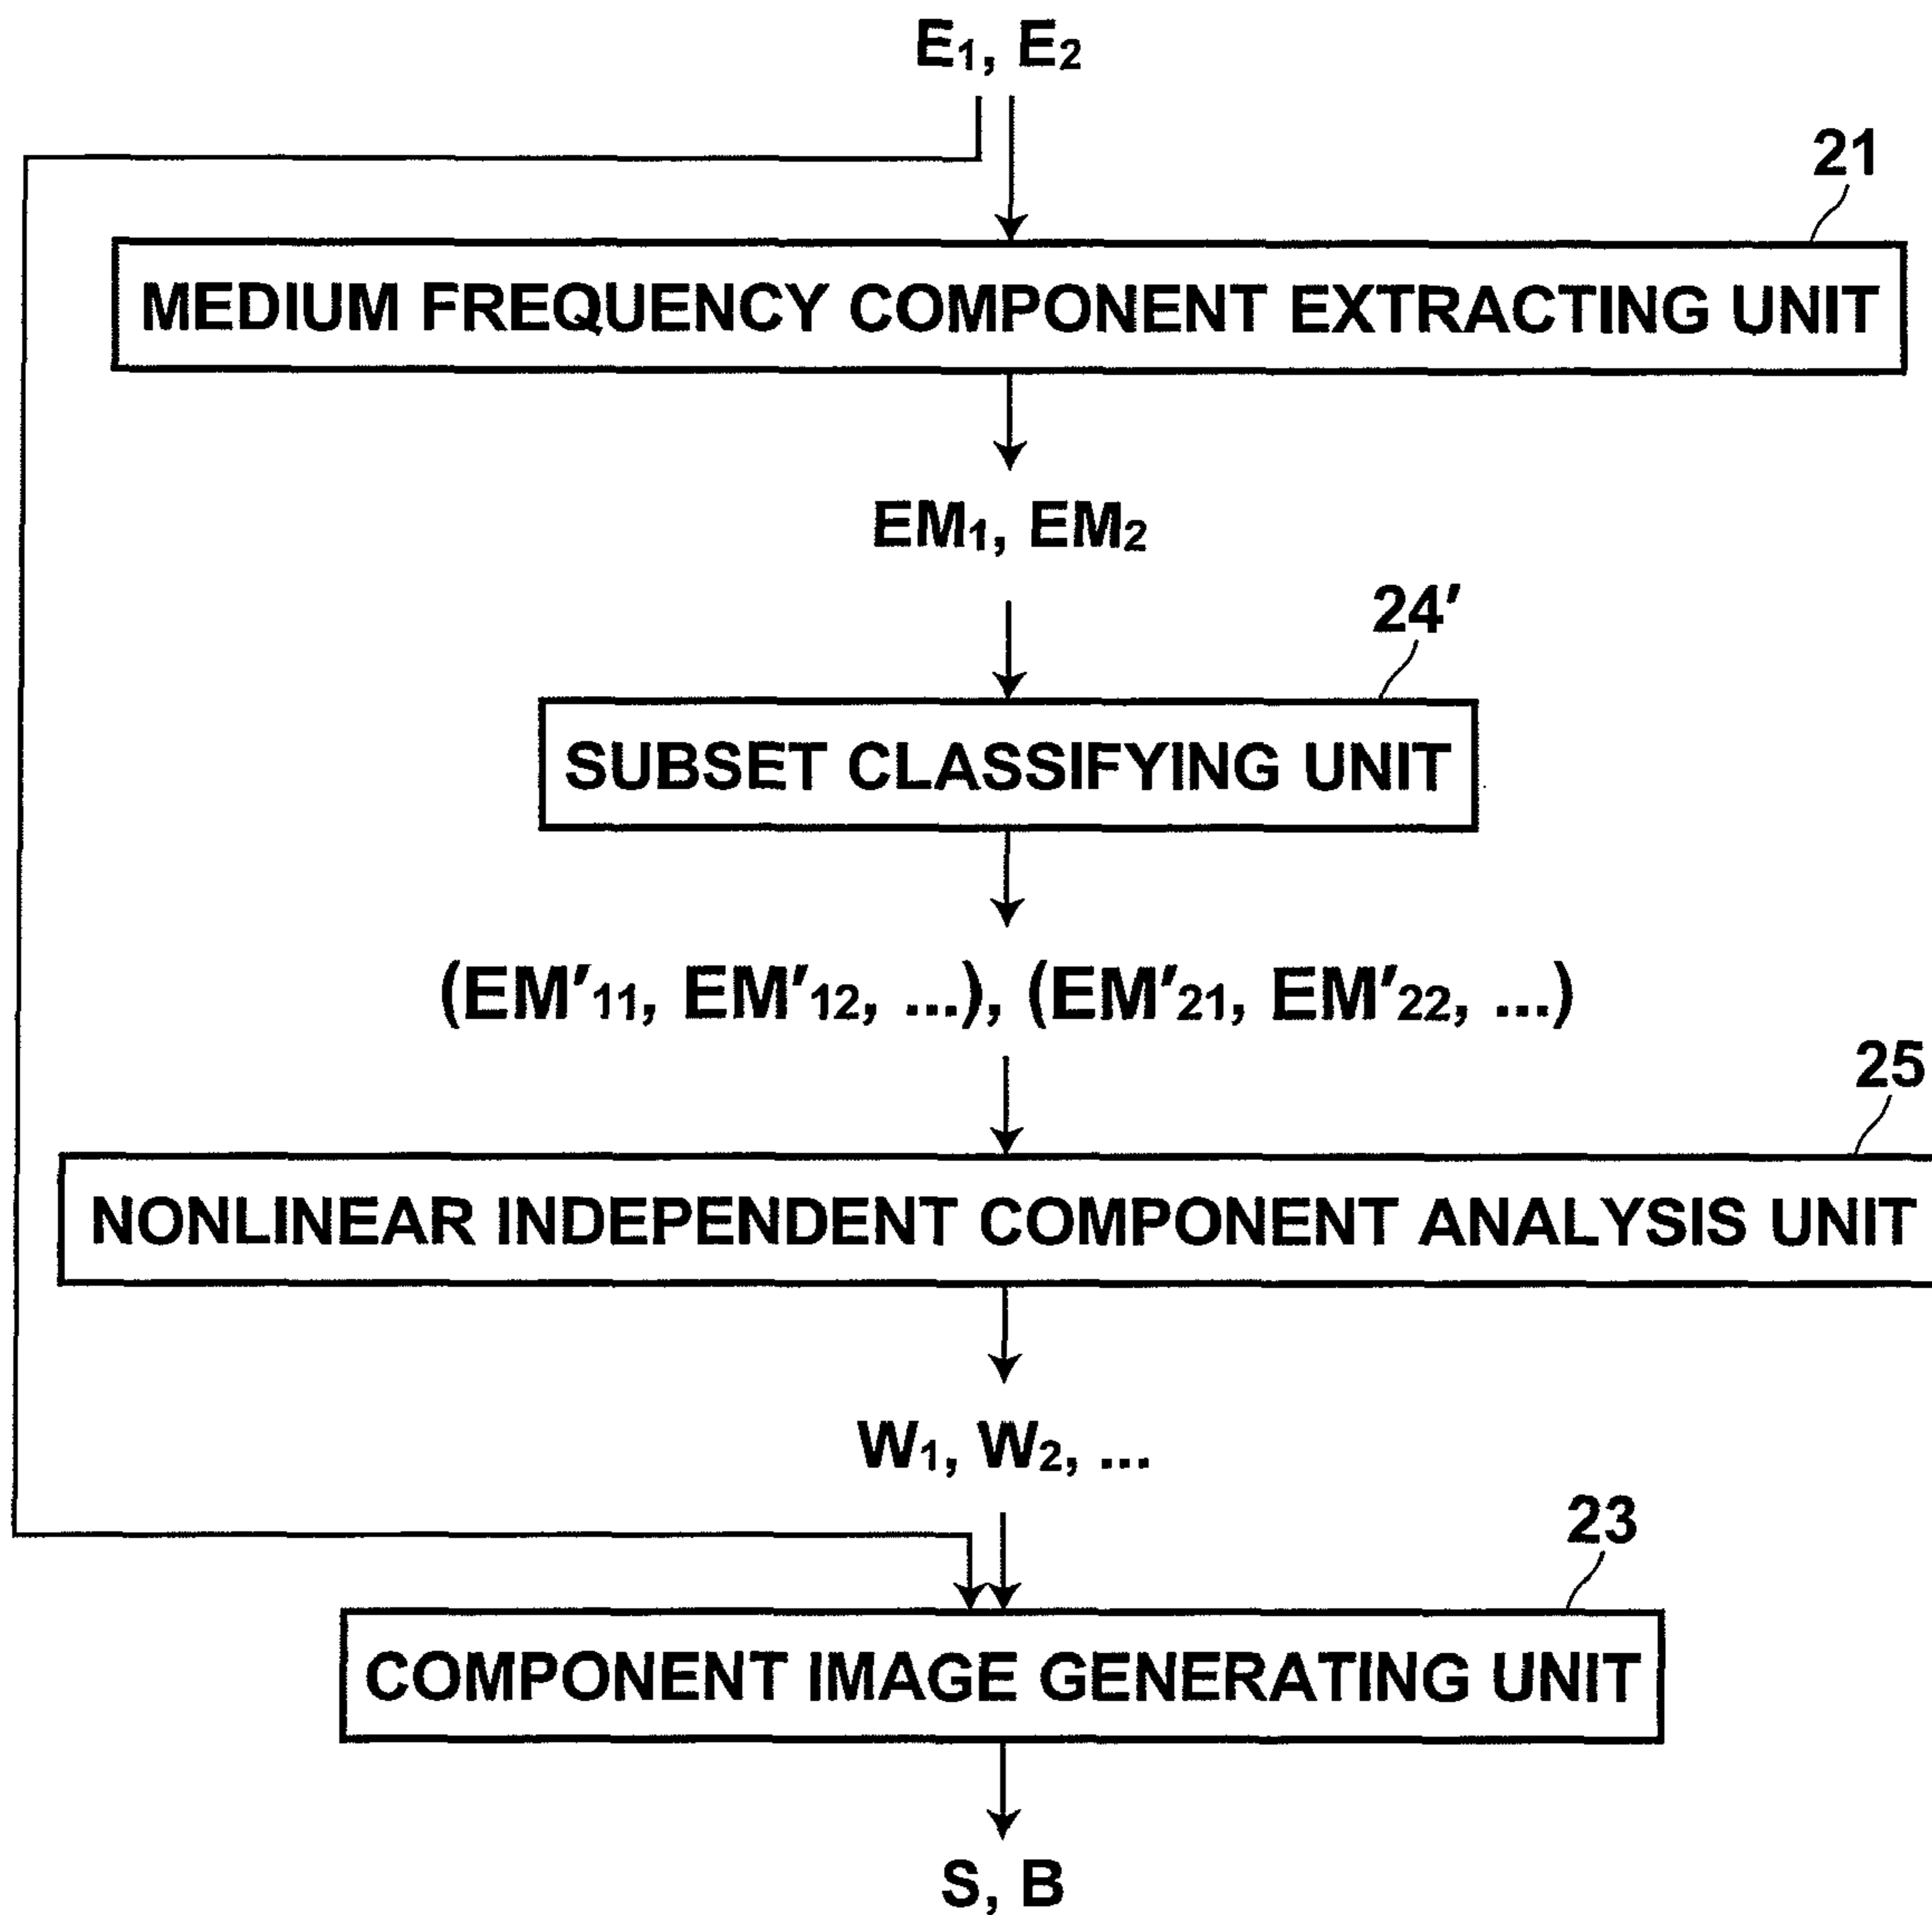 E₁, E₂
21
MEDIUM FREQUENCY COMPONENT EXTRACTING UNIT
EM₁, EM₂
24′
SUBSET CLASSIFYING UNIT
(EM′₁₁, EM′₁₂, ...), (EM′₂₁, EM′₂₂, ...)
25
NONLINEAR INDEPENDENT COMPONENT ANALYSIS UNIT
W₁, W₂, ...
23
COMPONENT IMAGE GENERATING UNIT
S, B